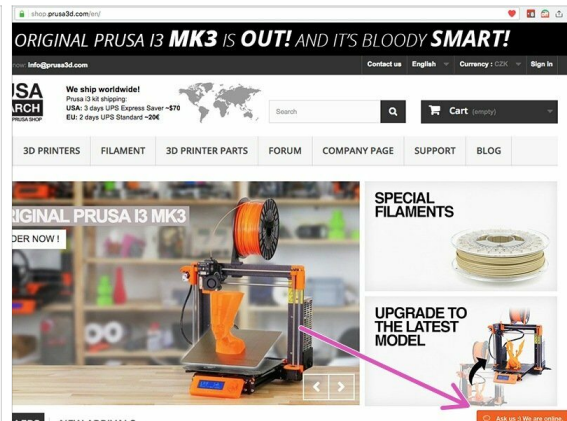 shop.prusa3d.com/en/
ORIGINAL PRUSA I3 MK3 IS OUT! AND IT'S BLOODY SMART!
now: info@prusa3d.com
Contact us English Currency : CZK Sign In
USA
ARCH
PRUSA SHOP
We ship worldwide!
Prusa i3 kit shipping:
USA: 3 days UPS Express Saver ~$70
EU: 2 days UPS Standard ~20€
Search
Cart (empty)
3D PRINTERS FILAMENT 3D PRINTER PARTS FORUM COMPANY PAGE SUPPORT BLOG
RIGINAL PRUSA I3 MK3
DER NOW !
SPECIAL
FILAMENTS
UPGRADE TO
THE LATEST
MODEL
Ask us :) We are online.
NEW ARRIVALS